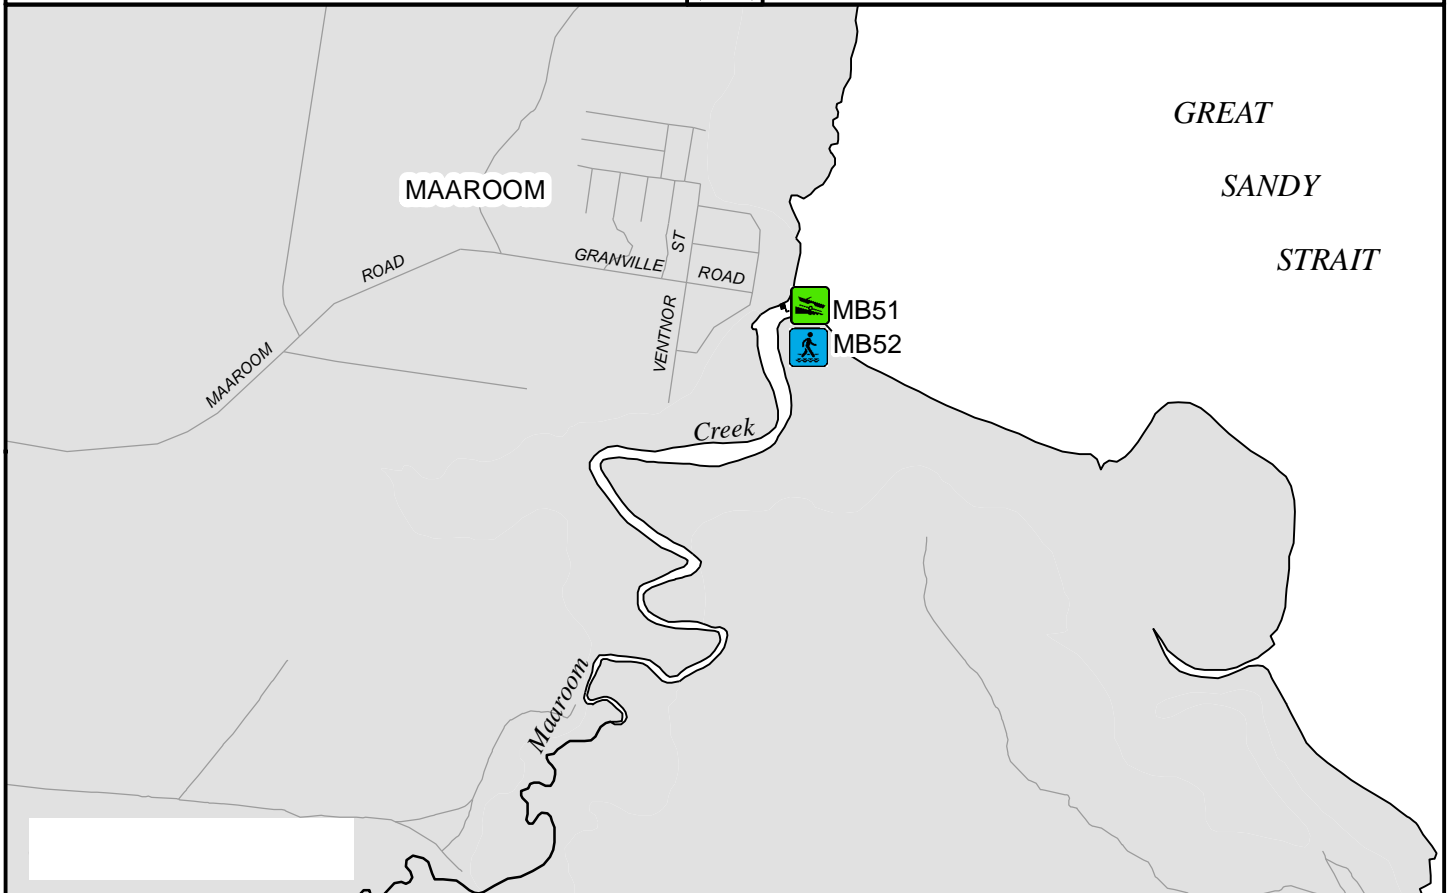 GREAT
SANDY
STRAIT
MAAROOM
ST
GRANVILLE
ROAD
ROAD
MB51
VENTNOR
MB52
MAAROOM
Creek
Maaroom